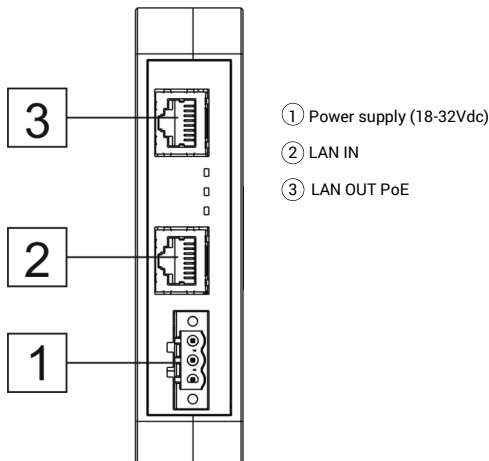 3
2
1
① Power supply (18-32Vdc)
② LAN IN
③ LAN OUT PoE